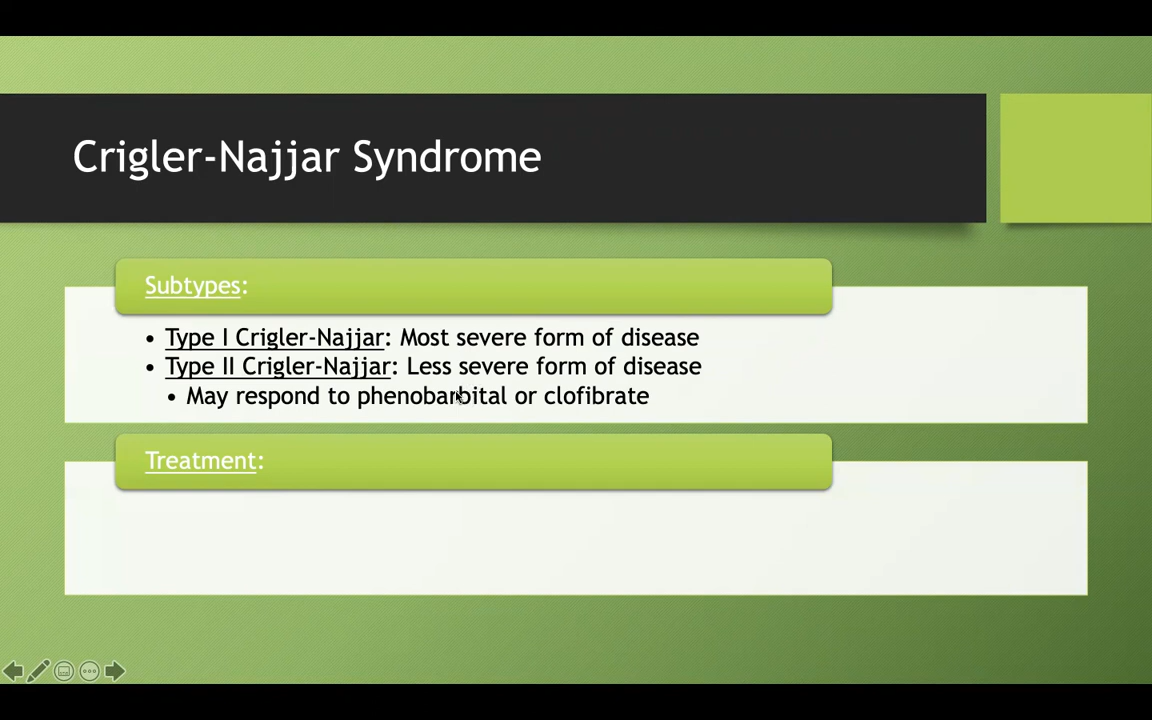 Crigler-Najjar Syndrome
Subtypes:
• Type I Crigler-Najjar: Most severe form of disease
• Type II Crigler-Najjar: Less severe form of disease
• May respond to phenobarbital or clofibrate
Treatment: